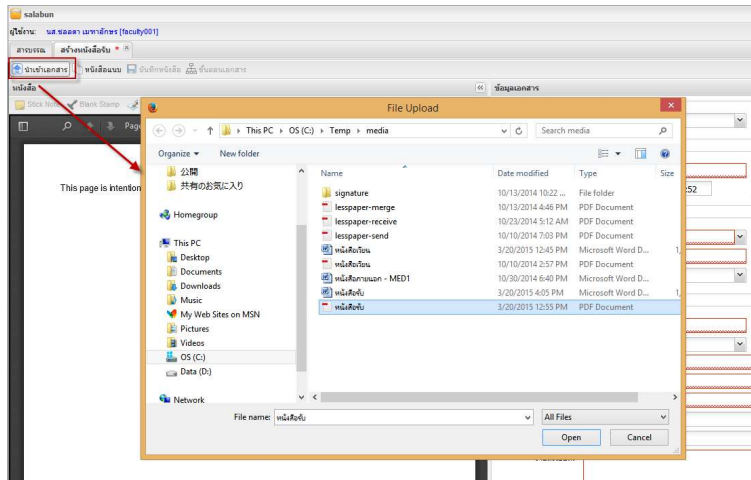 salabun
ผู้ใช้งาน: นส.ชลลดา เมฑาอักษร [faculty001]
สารบรรณ สร้างหนังสือรับ *
นำเข้าเอกสาร หนังสือแนบ บันทึกหนังสือ ขั้นตอนเอกสาร
หนังสือ ข้อมูลเอกสาร
Stick Note Blank Stamp
Page
This page is intention
:52
File Upload
This PC OS (C:) Temp media Search media
Organize New folder
Name Date modified Type Size
公開
共有のお気に入り
Homegroup
This PC
Desktop
Documents
Downloads
Music
My Web Sites on MSN
Pictures
Videos
OS (C:)
Data (D:)
Network
signature 10/13/2014 10:22 ... File folder
lesspaper-merge 10/13/2014 4:46 PM PDF Document
lesspaper-receive 10/23/2014 5:12 AM PDF Document
lesspaper-send 10/10/2014 7:03 PM PDF Document
หนังสือเวียน 3/20/2015 12:45 PM Microsoft Word D... 1,
หนังสือเวียน 10/10/2014 2:57 PM PDF Document
หนังสือภายนอก - MED1 10/30/2014 6:40 PM Microsoft Word D...
หนังสือรับ 3/20/2015 4:05 PM Microsoft Word D... 1,
หนังสือรับ 3/20/2015 12:55 PM PDF Document
File name: หนังสือรับ All Files
Open Cancel